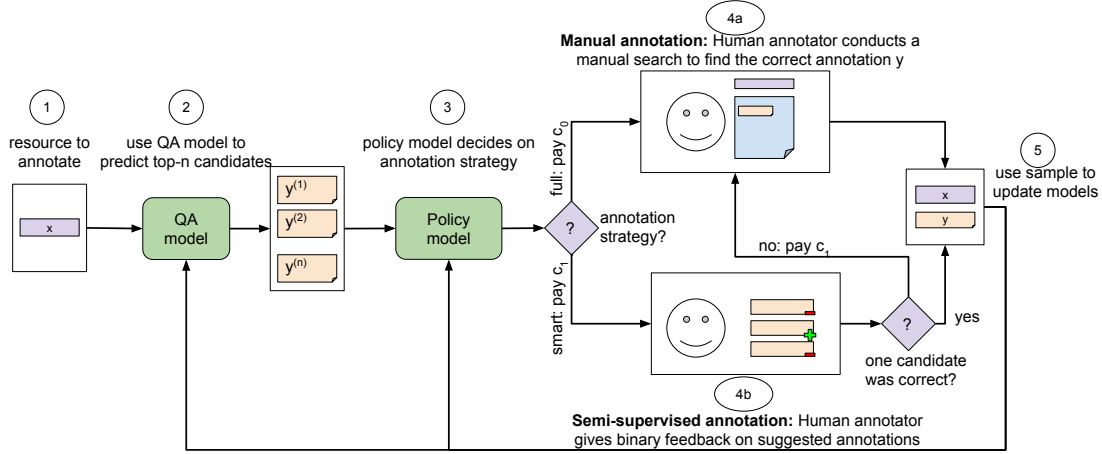 1
resource to
annotate
x
2
use QA model to
predict top-n candidates
QA
model
y(1)
y(2)
y(n)
3
policy model decides on
annotation strategy
Policy
model
?
annotation
strategy?
full: pay c0
smart: pay c1
4a
Manual annotation: Human annotator conducts a
manual search to find the correct annotation y
no: pay c1
4b
Semi-supervised annotation: Human annotator
gives binary feedback on suggested annotations
?
one candidate
was correct?
yes
5
use sample to
update models
x
y